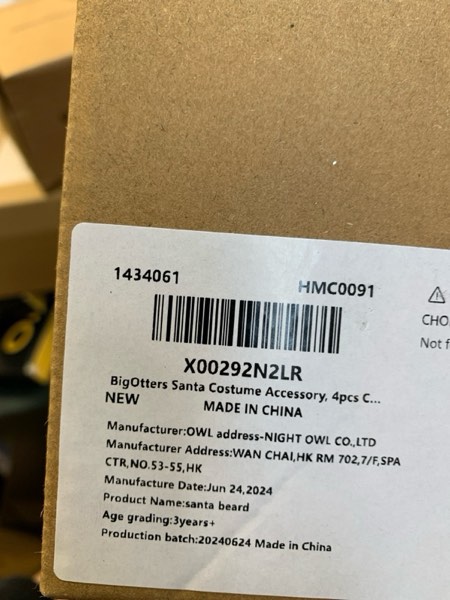 1434061
HMC0091
X00292N2LR
BigOtters Santa Costume Accessory, 4pcs C...
NEW
MADE IN CHINA
Manufacturer:OWL address-NIGHT OWL CO.,LTD
Manufacturer Address:WAN CHAI,HK RM 702,7/F,SPA
CTR,NO.53-55,HK
Manufacture Date:Jun 24,2024
Product Name:santa beard
Age grading:3years+
Production batch:20240624 Made in China
CHO
Not f